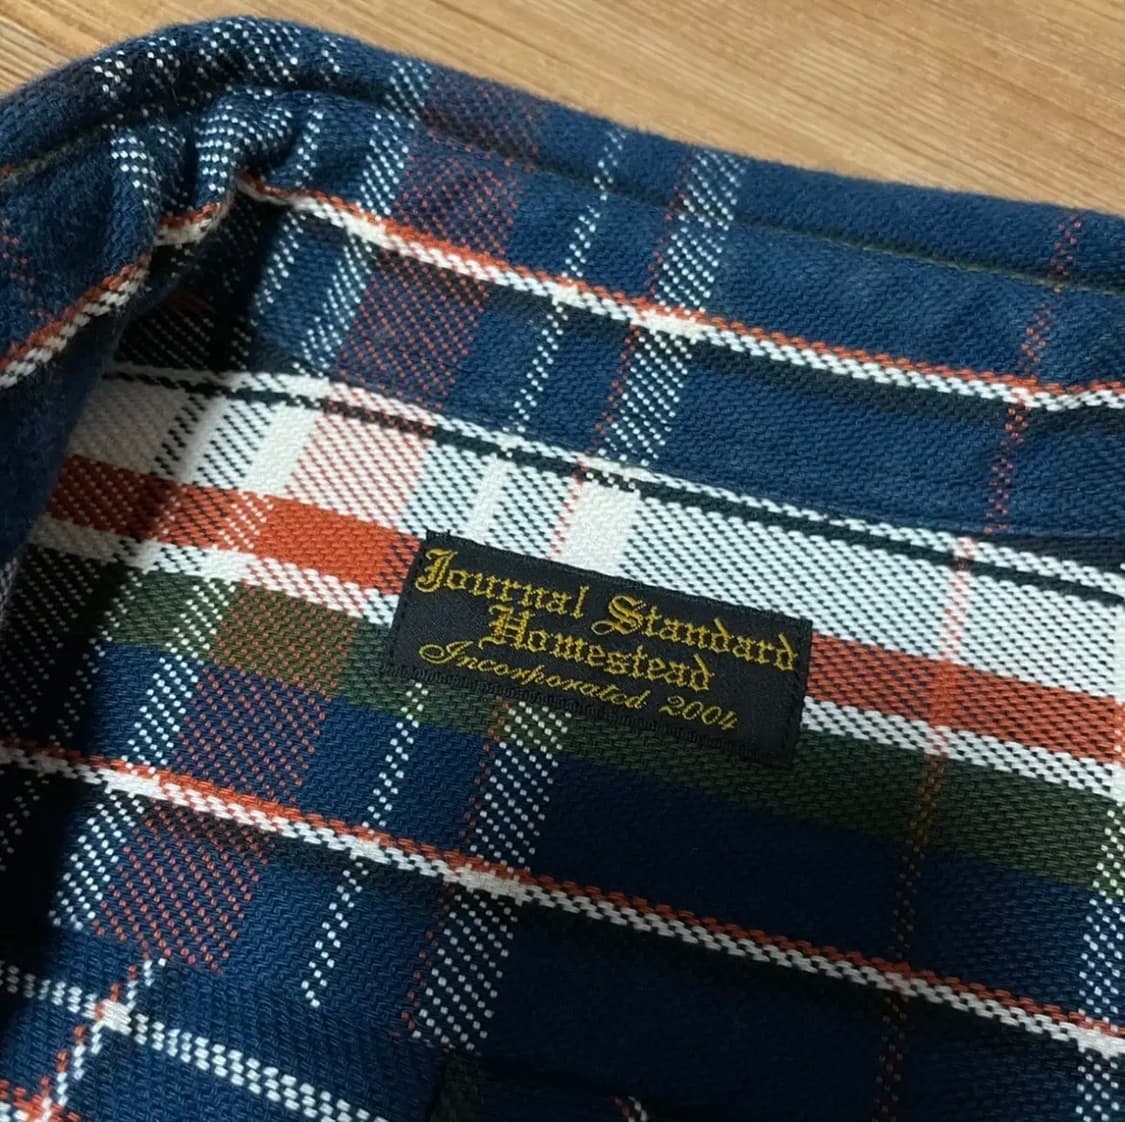 Journal Standard
Homestead
Incorporated 2004